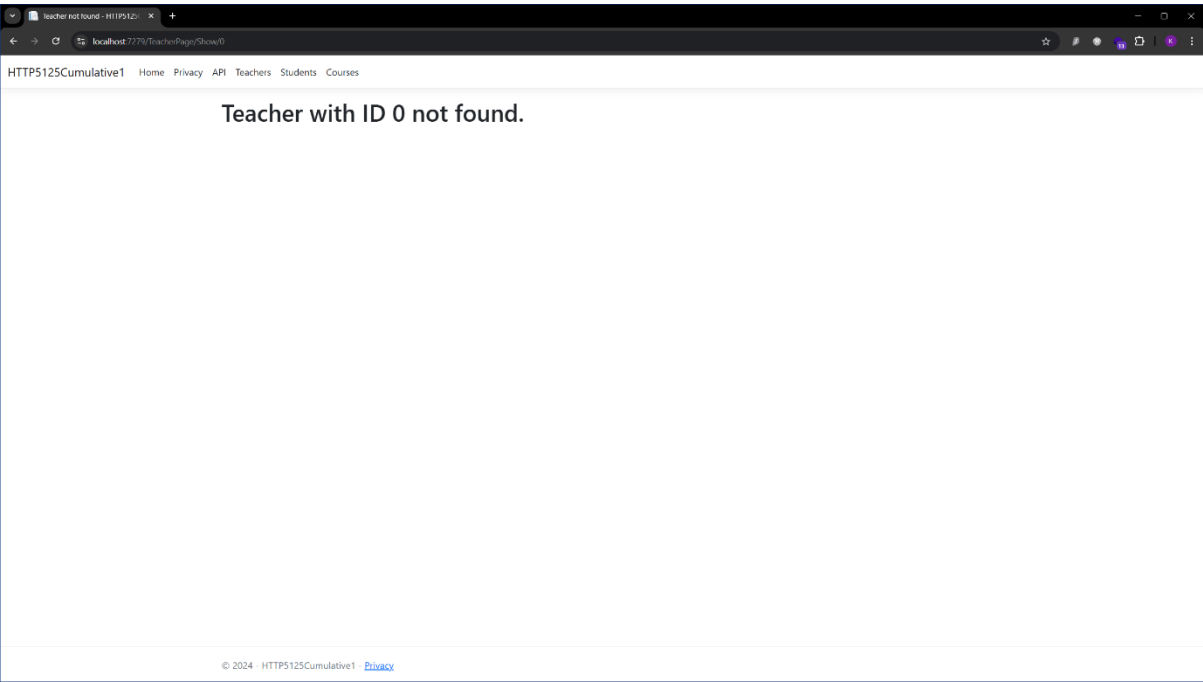 Teacher not found - HTTP5125
localhost:7279/TeacherPage/Show/0
13
K
HTTP5125Cumulative1 Home Privacy API Teachers Students Courses
Teacher with ID 0 not found.
© 2024 - HTTP5125Cumulative1 - Privacy